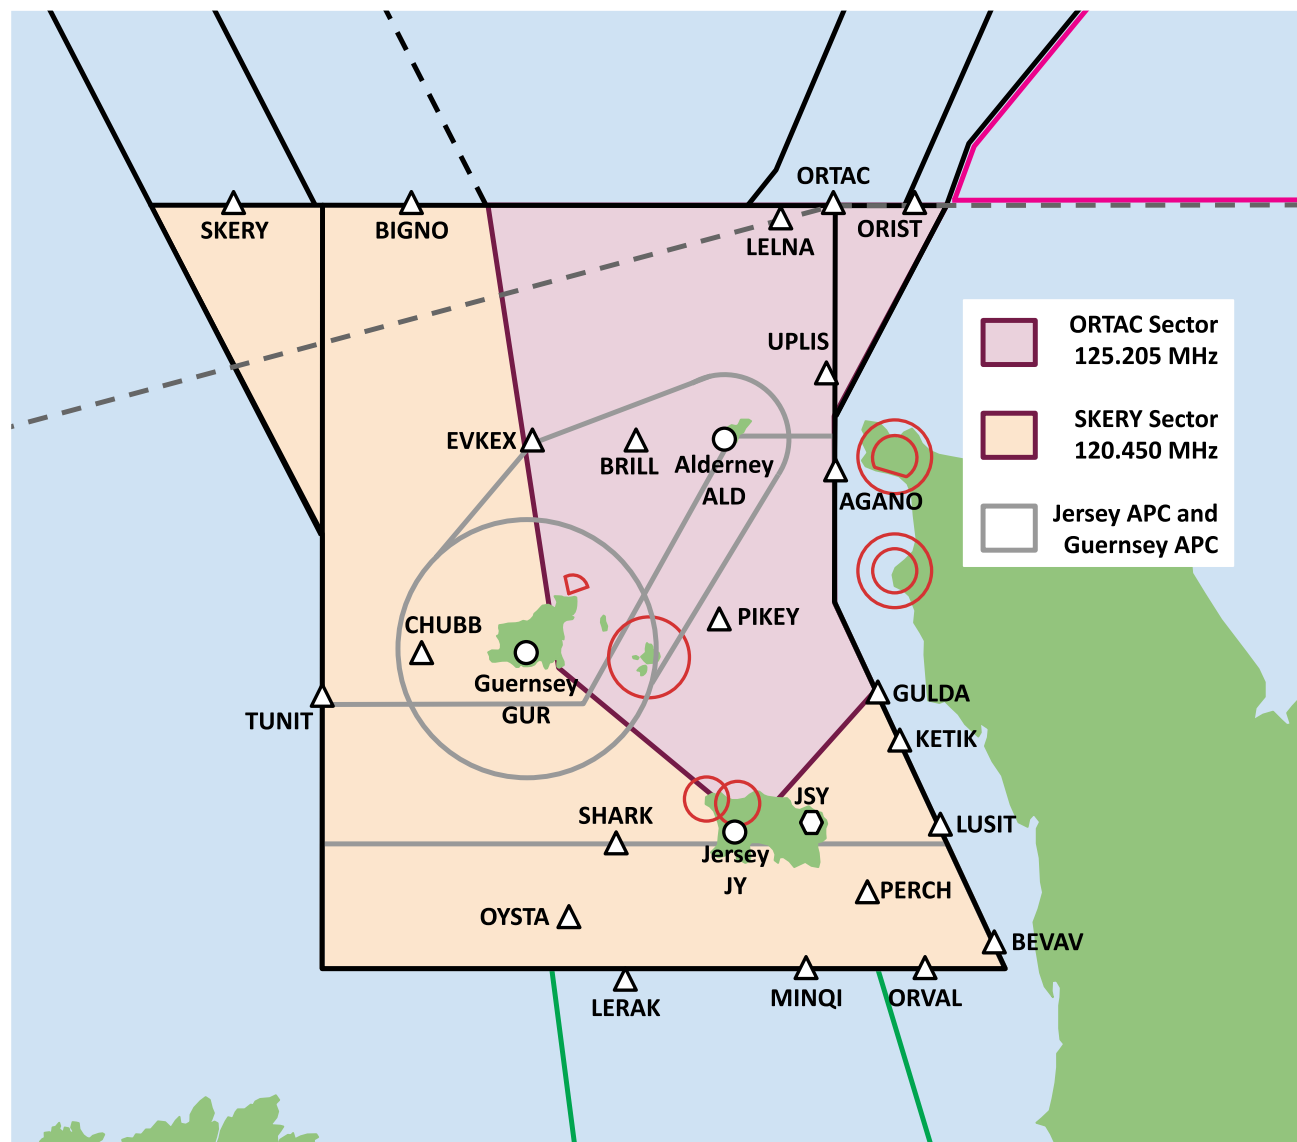 ORTAC
SKERY
BIGNO
LELNA
ORIST
ORTAC Sector
125.205 MHz
UPLIS
SKERY Sector
120.450 MHz
EVKEX
BRILL
Alderney
ALD
AGANO
Jersey APC and
Guernsey APC
CHUBB
PIKEY
Guernsey
GUR
TUNIT
GULDA
KETIK
JSY
SHARK
LUSIT
Jersey
JY
PERCH
OYSTA
BEVAV
LERAK
MINQI
ORVAL